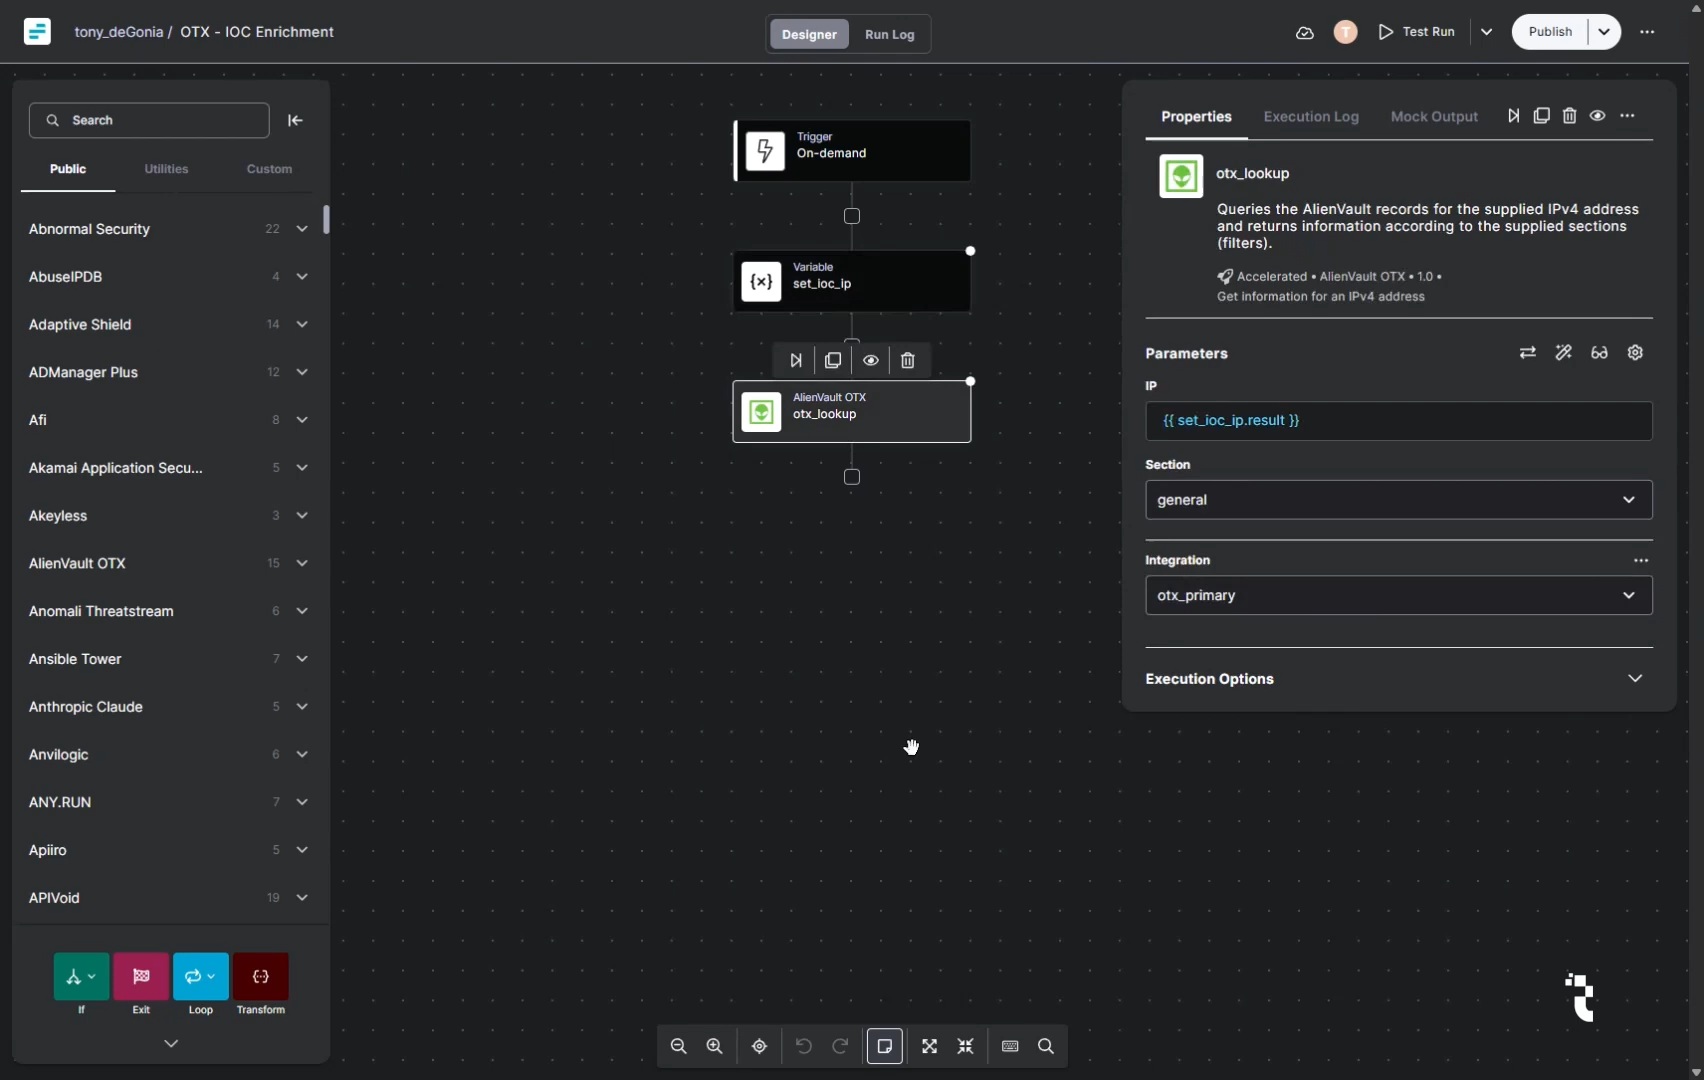 tony_deGonia / OTX - IOC Enrichment
Designer
Run Log
T
Test Run
Publish
Search
Public
Utilities
Custom
Abnormal Security 22
AbuseIPDB 4
Adaptive Shield 14
ADManager Plus 12
Afi 8
Akamai Application Secu... 5
Akeyless 3
AlienVault OTX 15
Anomali Threatstream 6
Ansible Tower 7
Anthropic Claude 5
Anvilogic 6
ANY.RUN 7
Apiiro 5
APIVoid 19
If
Exit
Loop
Transform
Trigger
On-demand
{x}
Variable
set_ioc_ip
AlienVault OTX
otx_lookup
Properties
Execution Log
Mock Output
otx_lookup
Queries the AlienVault records for the supplied IPv4 address
and returns information according to the supplied sections
(filters).
Accelerated • AlienVault OTX • 1.0 •
Get information for an IPv4 address
Parameters
IP
{{ set_ioc_ip.result }}
Section
general
Integration
otx_primary
Execution Options